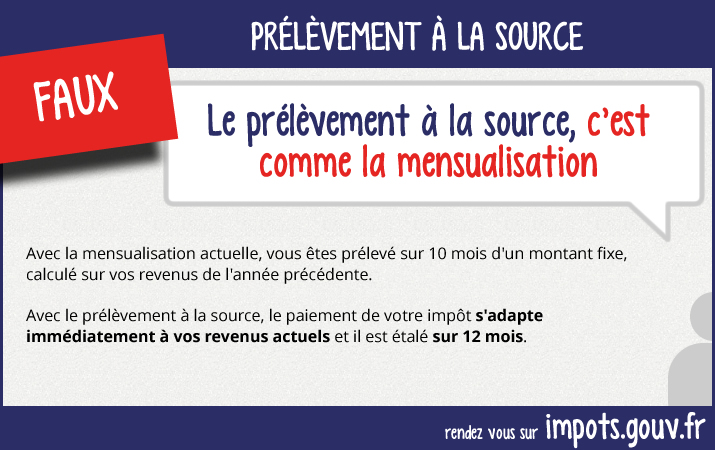 PRÉLÈVEMENT À LA SOURCE
FAUX
Le prélèvement à la source, c'est
comme la mensualisation
Avec la mensualisation actuelle, vous êtes prélevé sur 10 mois d'un montant fixe,
calculé sur vos revenus de l'année précédente.
Avec le prélèvement à la source, le paiement de votre impôt s'adapte
immédiatement à vos revenus actuels et il est étalé sur 12 mois.
rendez vous sur impots.gouv.fr